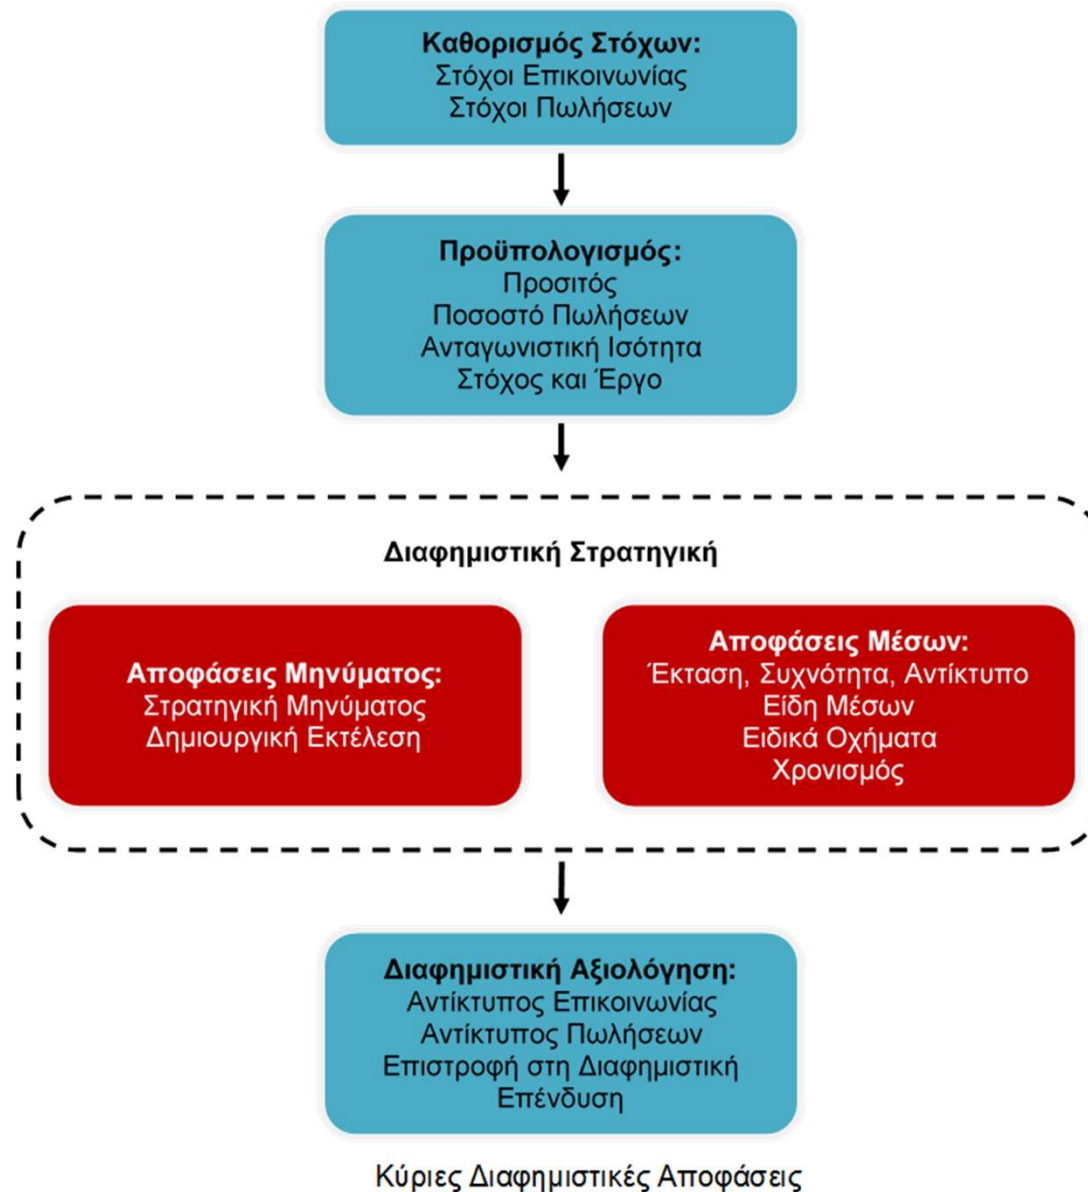 Καθορισμός Στόχων:
Στόχοι Επικοινωνίας
Στόχοι Πωλήσεων
Προϋπολογισμός:
Προσιτός
Ποσοστό Πωλήσεων
Ανταγωνιστική Ισότητα
Στόχος και Έργο
Διαφημιστική Στρατηγική
Αποφάσεις Μηνύματος:
Στρατηγική Μηνύματος
Δημιουργική Εκτέλεση
Αποφάσεις Μέσων:
Έκταση, Συχνότητα, Αντίκτυπο
Είδη Μέσων
Ειδικά Οχήματα
Χρονισμός
Διαφημιστική Αξιολόγηση:
Αντίκτυπος Επικοινωνίας
Αντίκτυπος Πωλήσεων
Επιστροφή στη Διαφημιστική
Επένδυση
Κύριες Διαφημιστικές Αποφάσεις